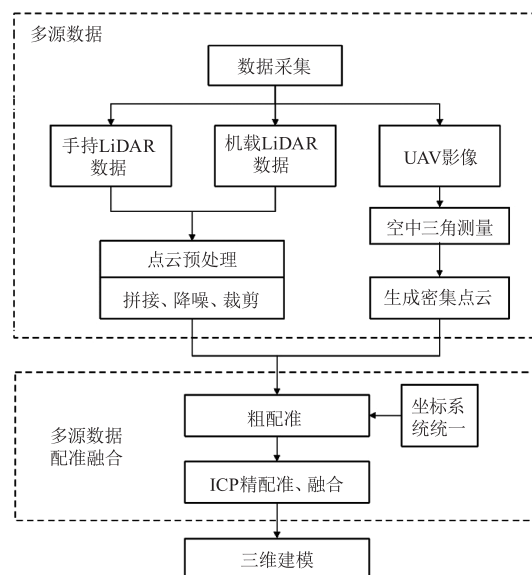 多源数据
数据采集
手持LiDAR
数据
机载LiDAR
数据
UAV影像
空中三角测量
点云预处理
拼接、降噪、裁剪
生成密集点云
多源数据
配准融合
粗配准
坐标系
统统一
ICP精配准、融合
三维建模